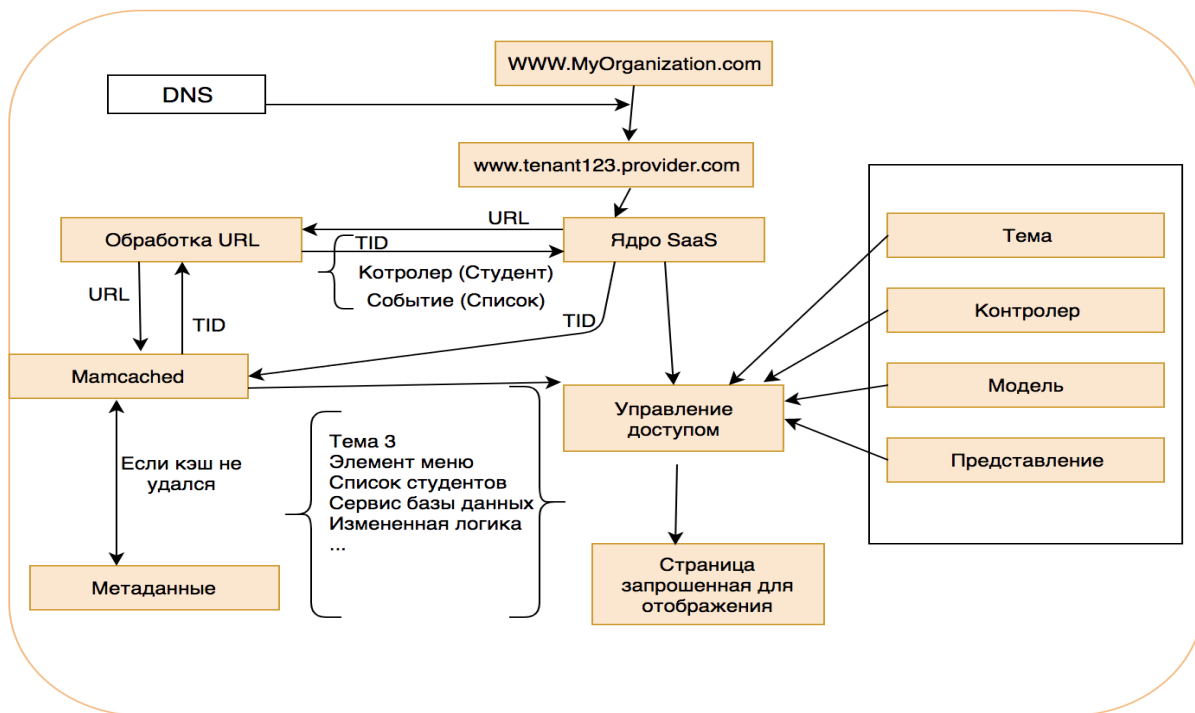 WWW.MyOrganization.com
DNS
www.tenant123.provider.com
Обработка URL
URL
TID
Котролер (Студент)
Событие (Список)
Ядро SaaS
URL
TID
TID
Mamcached
Если кэш не
удался
Метаданные
Тема 3
Элемент меню
Список студентов
Сервис базы данных
Измененная логика
...
Управление
доступом
Страница
запрошенная для
отображения
Тема
Контролер
Модель
Представление